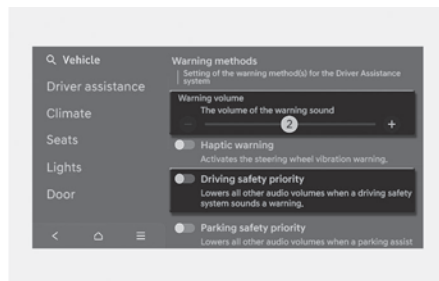 Vehicle
Driver assistance
Climate
Seats
Lights
Door
Warning methods
Setting of the warning method(s) for the Driver Assistance
system
Warning volume
The volume of the warning sound
− 2 +
Haptic warning
Activates the steering wheel vibration warning,
Driving safety priority
Lowers all other audio volumes when a driving safety
system sounds a warning,
Parking safety priority
Lowers all other audio volumes when a parking assist